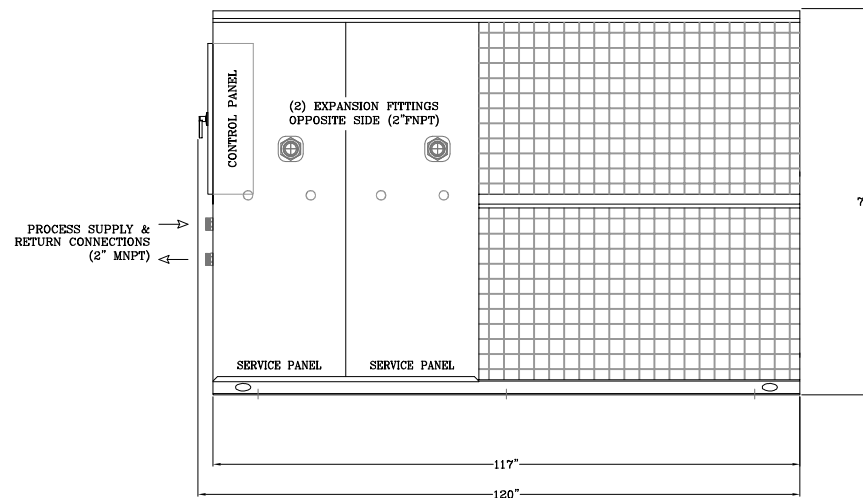 CONTROL PANEL
(2) EXPANSION FITTINGS
OPPOSITE SIDE (2"FNPT)
PROCESS SUPPLY &
RETURN CONNECTIONS
(2" MNPT)
SERVICE PANEL
SERVICE PANEL
117"
120"